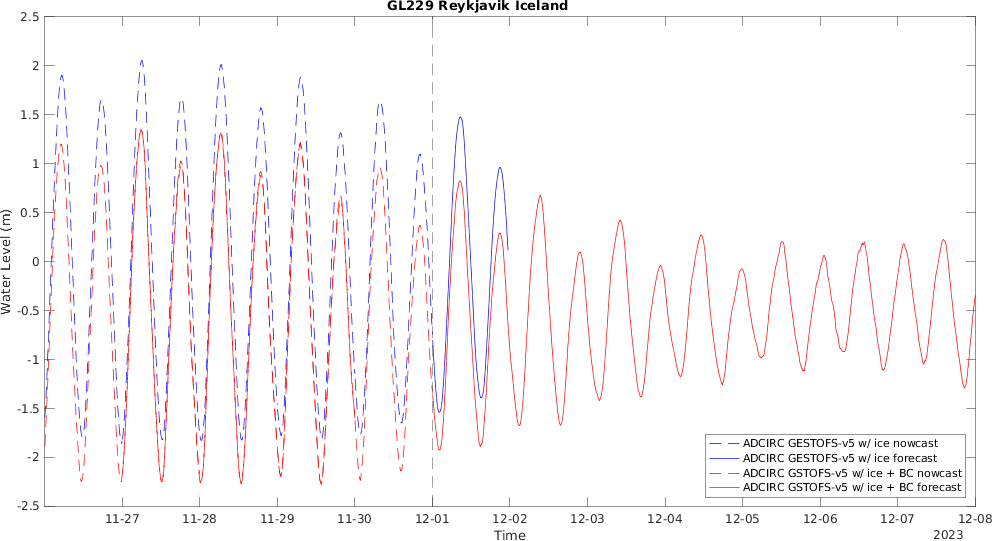 GL229 Reykjavik Iceland
2.5
2
1.5
1
0.5
0
-0.5
-1
-1.5
-2
-2.5
Water Level (m)
11-27 11-28 11-29 11-30 12-01 12-02 12-03 12-04 12-05 12-06 12-07 12-08
Time
2023
ADCIRC GESTOFS-v5 w/ ice nowcast
ADCIRC GESTOFS-v5 w/ ice forecast
ADCIRC GSTOFS-v5 w/ ice + BC nowcast
ADCIRC GSTOFS-v5 w/ ice + BC forecast